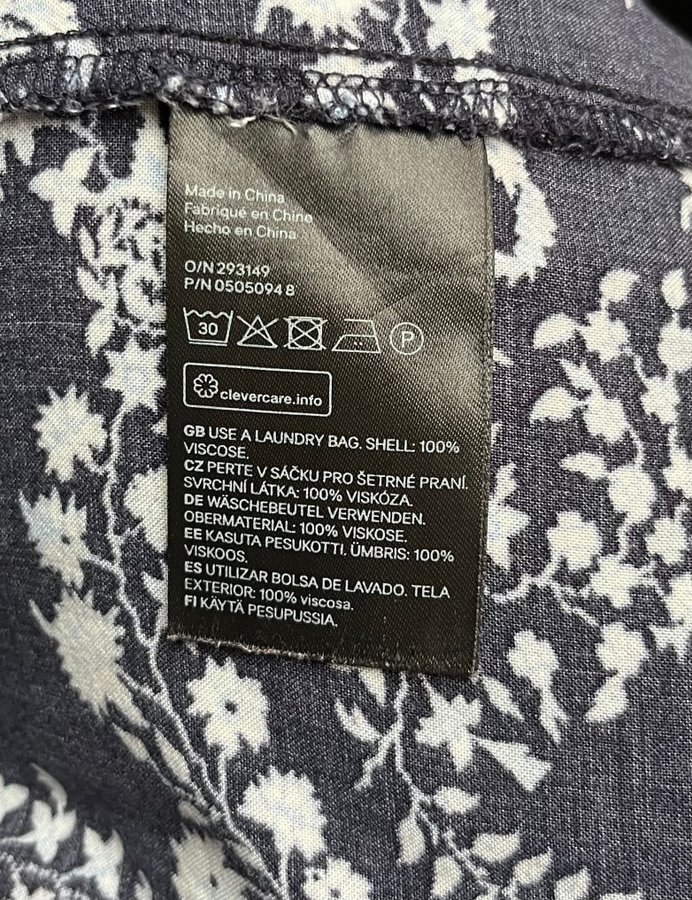 Made in China
Fabriqué en Chine
Hecho en China
O/N 293149
P/N 0505094 8
30
P
clevercare.info
GB USE A LAUNDRY BAG. SHELL: 100%
VISCOSE.
CZ PERTE V SÁČKU PRO ŠETRNÉ PRANÍ.
SVRCHNÍ LÁTKA: 100% VISKÓZA.
DE WÄSCHEBEUTEL VERWENDEN.
OBERMATERIAL: 100% VISKOSE.
EE KASUTA PESUKOTTI. ÜMBRIS: 100%
VISKOOS.
ES UTILIZAR BOLSA DE LAVADO. TELA
EXTERIOR: 100% viscosa.
FI KÄYTÄ PESUPUSSIA.